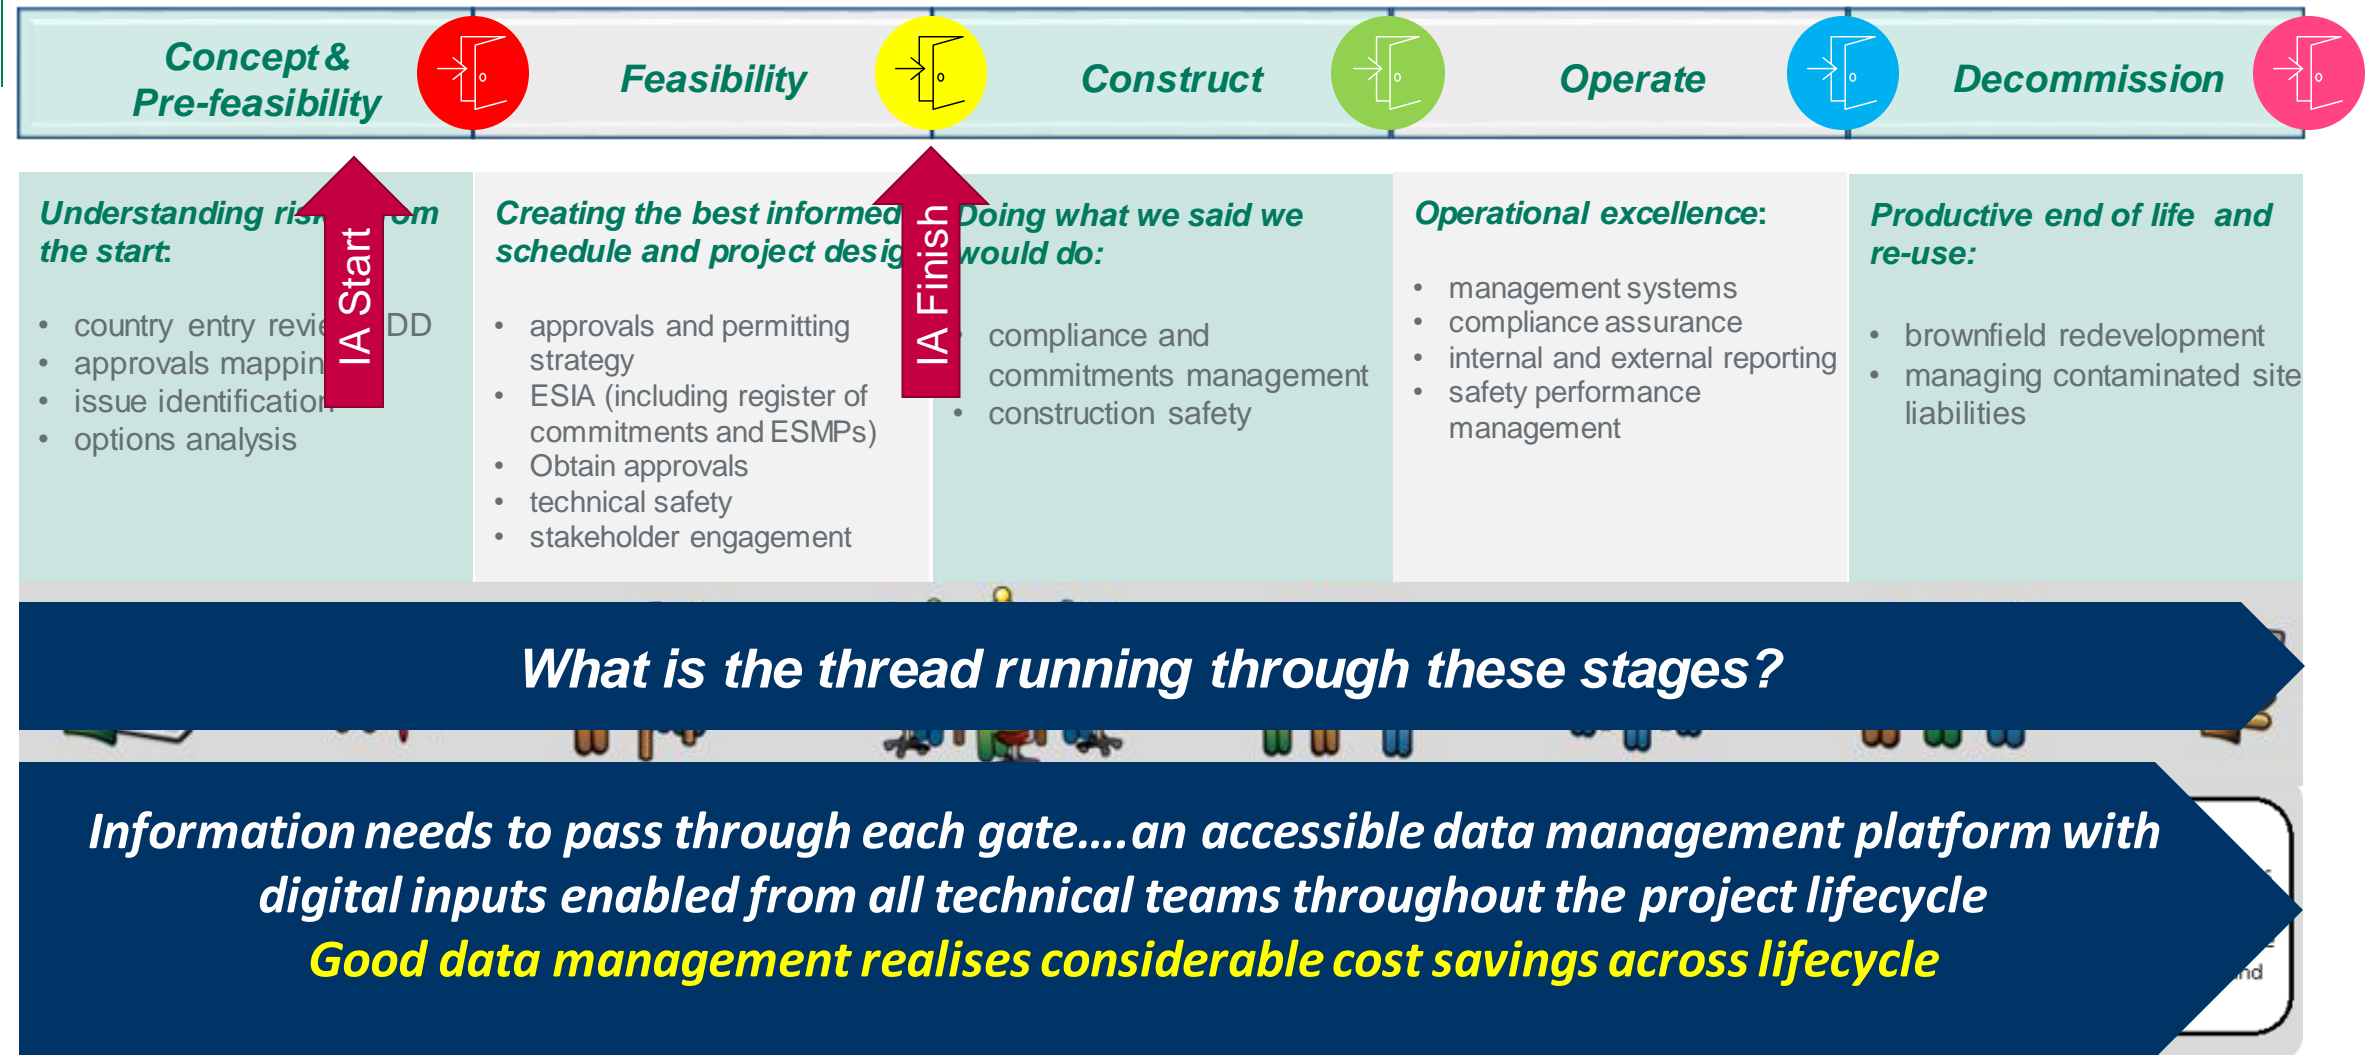 Concept &
Pre-feasibility
Feasibility
Construct
Operate
Decommission
Understanding
the start:
• country entry DD
• approvals
• issue identification
• options analysis
IA Start
Creating the best informed
schedule and project
• approvals and permitting
strategy
• ESIA (including register of
commitments and ESMPs)
• Obtain approvals
• technical safety
• stakeholder engagement
IA Finish
Doing what we said we
would do:
• compliance and
commitments management
• construction safety
Operational excellence:
• management systems
• compliance assurance
• internal and external reporting
• safety performance
management
Productive end of life and
re-use:
• brownfield redevelopment
• managing contaminated site
liabilities
What is the thread running through these stages?
Information needs to pass through each gate....an accessible data management platform with
digital inputs enabled from all technical teams throughout the project lifecycle
Good data management realises considerable cost savings across lifecycle